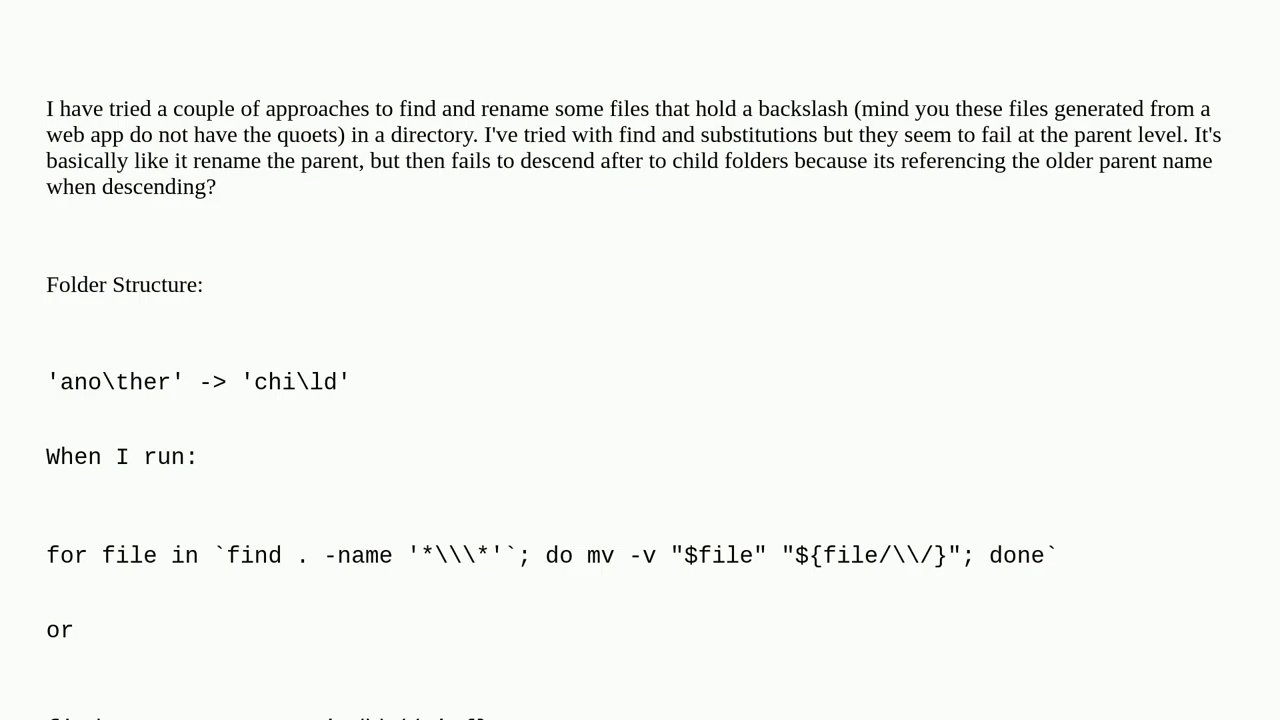 I have tried a couple of approaches to find and rename some files that hold a backslash (mind you these files generated from a
web app do not have the quoets) in a directory. I've tried with find and substitutions but they seem to fail at the parent level. It's
basically like it rename the parent, but then fails to descend after to child folders because its referencing the older parent name
when descending?
Folder Structure:
'ano\ther' -> 'chi\ld'
When I run:
for file in `find . -name '*\\\*'`; do mv -v "$file" "${file/\\/}"; done`
or